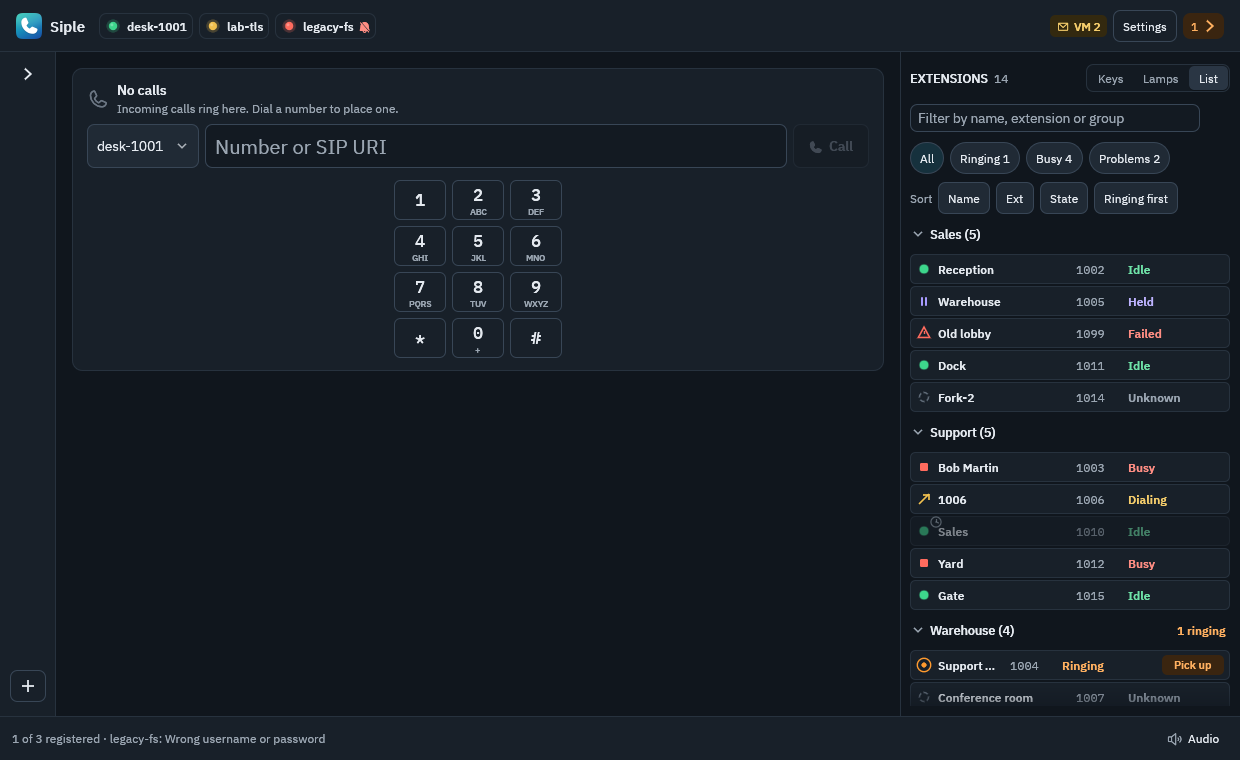 Siple
desk-1001
lab-tls
legacy-fs
VM 2
Settings
1
No calls
Incoming calls ring here. Dial a number to place one.
desk-1001
Number or SIP URI
Call
1
2
ABC
3
DEF
4
GHI
5
JKL
6
MNO
7
PQRS
8
TUV
9
WXYZ
*
0
+
#
EXTENSIONS 14
Keys
Lamps
List
Filter by name, extension or group
All
Ringing 1
Busy 4
Problems 2
Sort
Name
Ext
State
Ringing first
Sales (5)
Reception 1002 Idle
Warehouse 1005 Held
Old lobby 1099 Failed
Dock 1011 Idle
Fork-2 1014 Unknown
Support (5)
Bob Martin 1003 Busy
1006 1006 Dialing
Sales 1010 Idle
Yard 1012 Busy
Gate 1015 Idle
Warehouse (4) 1 ringing
Support ... 1004 Ringing Pick up
Conference room 1007 Unknown
1 of 3 registered · legacy-fs: Wrong username or password
Audio